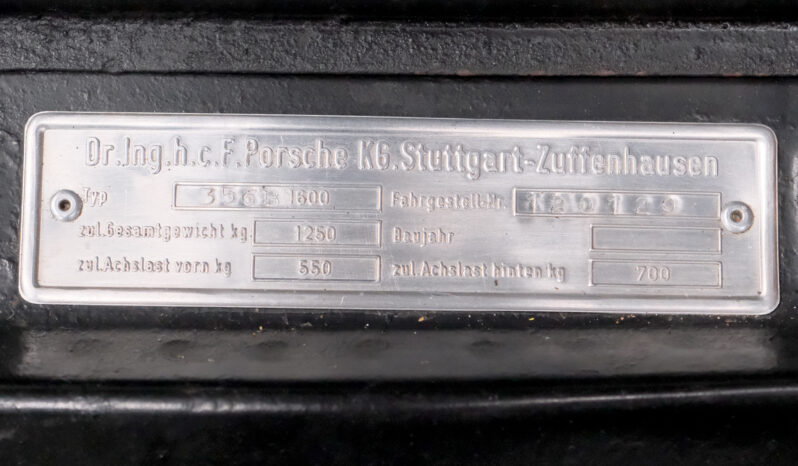 Dr.Ing.h.c.F.Porsche KG.Stuttgart-Zuffenhausen
Typ 1600 Fahrgestell-Nr.
zul.Gesamtgewicht kg. 1250 Baujahr
zul.Achslast vorn kg 550 zul.Achslast hinten kg 700